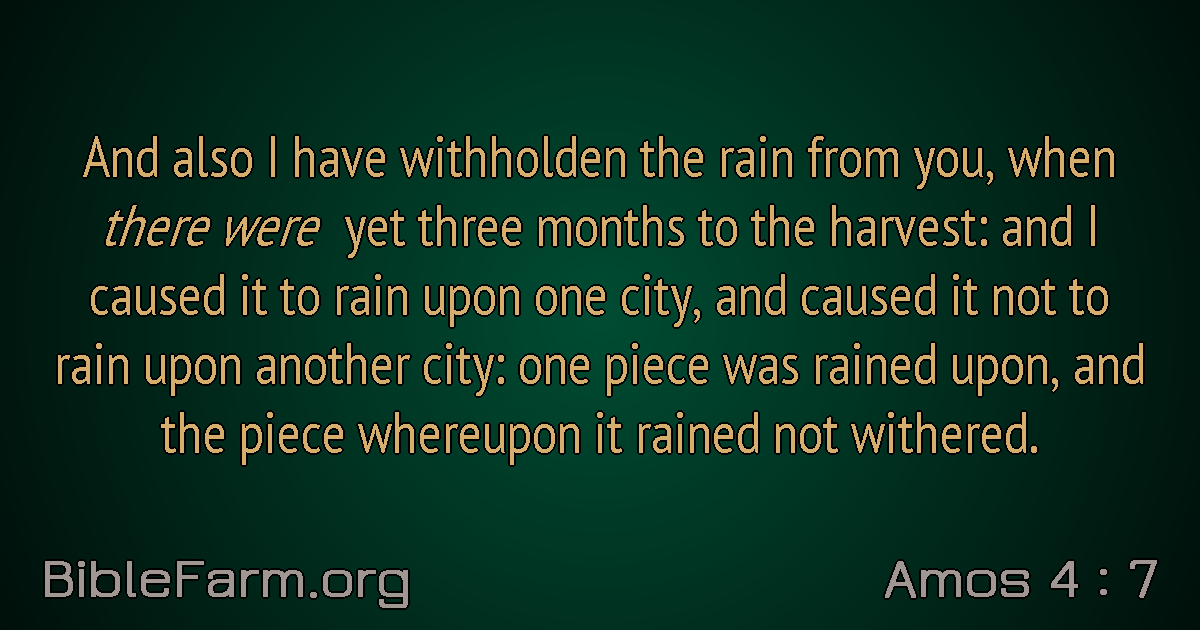 And also I have withholden the rain from you, when
there were yet three months to the harvest: and I
caused it to rain upon one city, and caused it not to
rain upon another city: one piece was rained upon, and
the piece whereupon it rained not withered.
BibleFarm.org
Amos 4 : 7